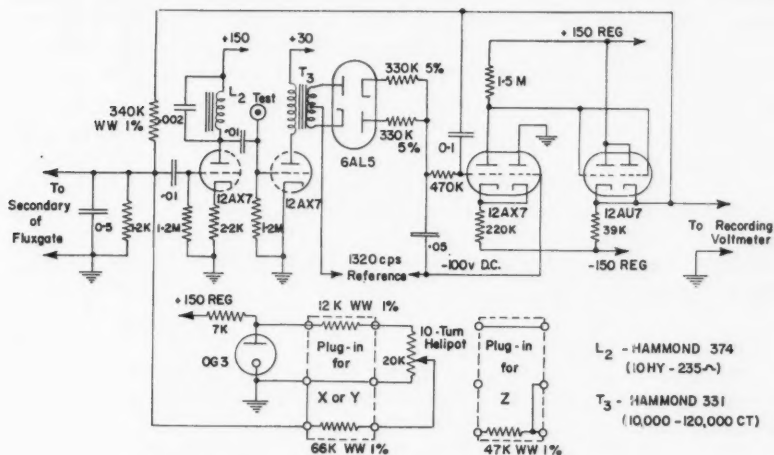 +150
+30
+ 150 REG
L2
Test
T3
330K 5%
1·5 M
340K
WW 1%
·002
·01
330K
5%
6AL5
0·1
To
Secondary
of
Fluxgate
·01
12AX7
12AX7
470K
12AX7
12AU7
0·5
1·2K
1·2M
2·2K
1·2M
·05
220K
39K
To
Recording
Voltmeter
1320 cps
Reference
-100v D.C.
-150 REG
+150 REG
7K
12K WW 1%
10-Turn
Helipot
OG3
Plug-in
for
X or Y
20K
Plug-in
for
Z
66K WW 1%
47K WW 1%
L2 - HAMMOND 374
(10HY-235~)
T3 - HAMMOND 331
(10,000-120,000 CT)